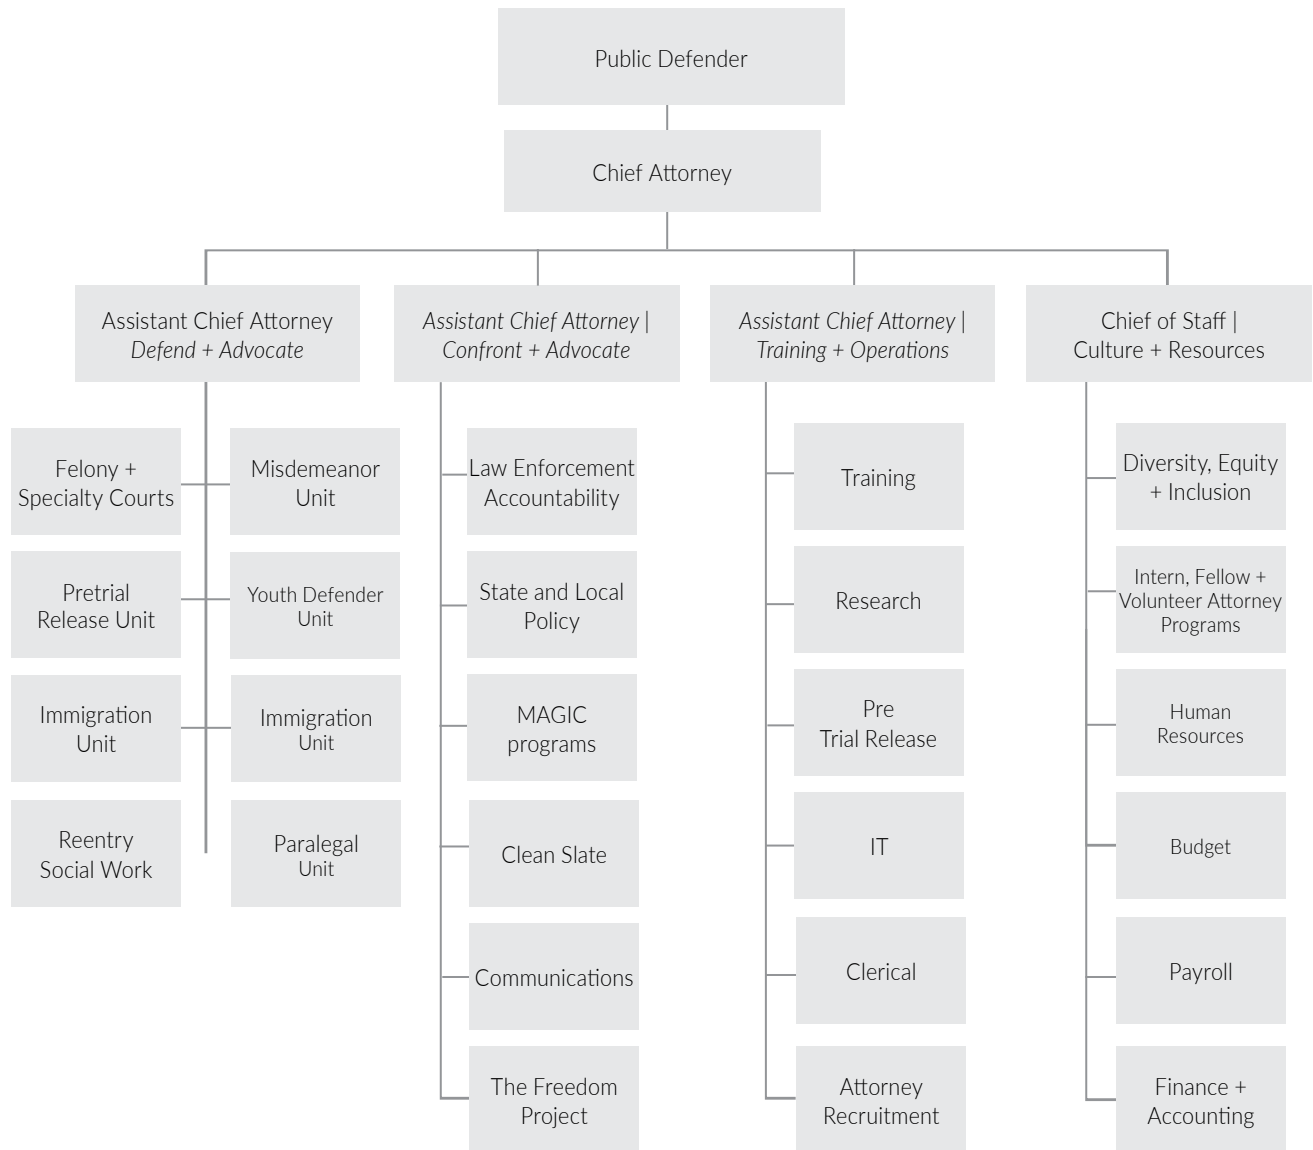 Public Defender
Chief Attorney
Assistant Chief Attorney
Defend + Advocate
Assistant Chief Attorney |
Confront + Advocate
Assistant Chief Attorney |
Training + Operations
Chief of Staff |
Culture + Resources
Felony +
Specialty Courts
Misdemeanor
Unit
Pretrial
Release Unit
Youth Defender
Unit
Immigration
Unit
Immigration
Unit
Reentry
Social Work
Paralegal
Unit
Law Enforcement
Accountability
State and Local
Policy
MAGIC
programs
Clean Slate
Communications
The Freedom
Project
Training
Research
Pre
Trial Release
IT
Clerical
Attorney
Recruitment
Diversity, Equity
+ Inclusion
Intern, Fellow +
Volunteer Attorney
Programs
Human
Resources
Budget
Payroll
Finance +
Accounting